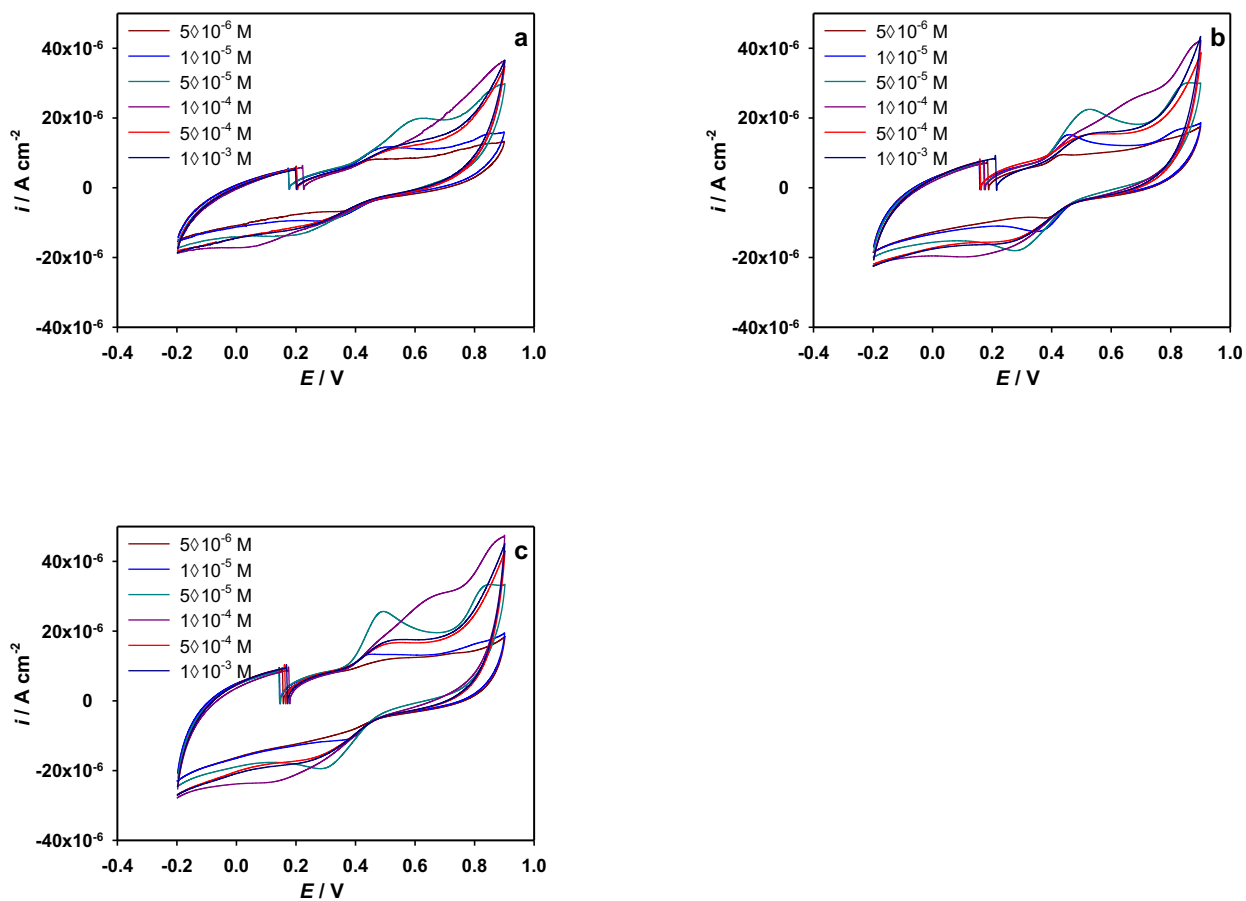 a
40x10⁻⁶
20x10⁻⁶
0
-20x10⁻⁶
-40x10⁻⁶
i / A cm⁻²
5◊10⁻⁶ M
1◊10⁻⁵ M
5◊10⁻⁵ M
1◊10⁻⁴ M
5◊10⁻⁴ M
1◊10⁻³ M
-0.4 -0.2 0.0 0.2 0.4 0.6 0.8 1.0
E / V
b
40x10⁻⁶
20x10⁻⁶
0
-20x10⁻⁶
-40x10⁻⁶
i / A cm⁻²
5◊10⁻⁶ M
1◊10⁻⁵ M
5◊10⁻⁵ M
1◊10⁻⁴ M
5◊10⁻⁴ M
1◊10⁻³ M
-0.4 -0.2 0.0 0.2 0.4 0.6 0.8 1.0
E / V
c
40x10⁻⁶
20x10⁻⁶
0
-20x10⁻⁶
-40x10⁻⁶
i / A cm⁻²
5◊10⁻⁶ M
1◊10⁻⁵ M
5◊10⁻⁵ M
1◊10⁻⁴ M
5◊10⁻⁴ M
1◊10⁻³ M
-0.4 -0.2 0.0 0.2 0.4 0.6 0.8 1.0
E / V